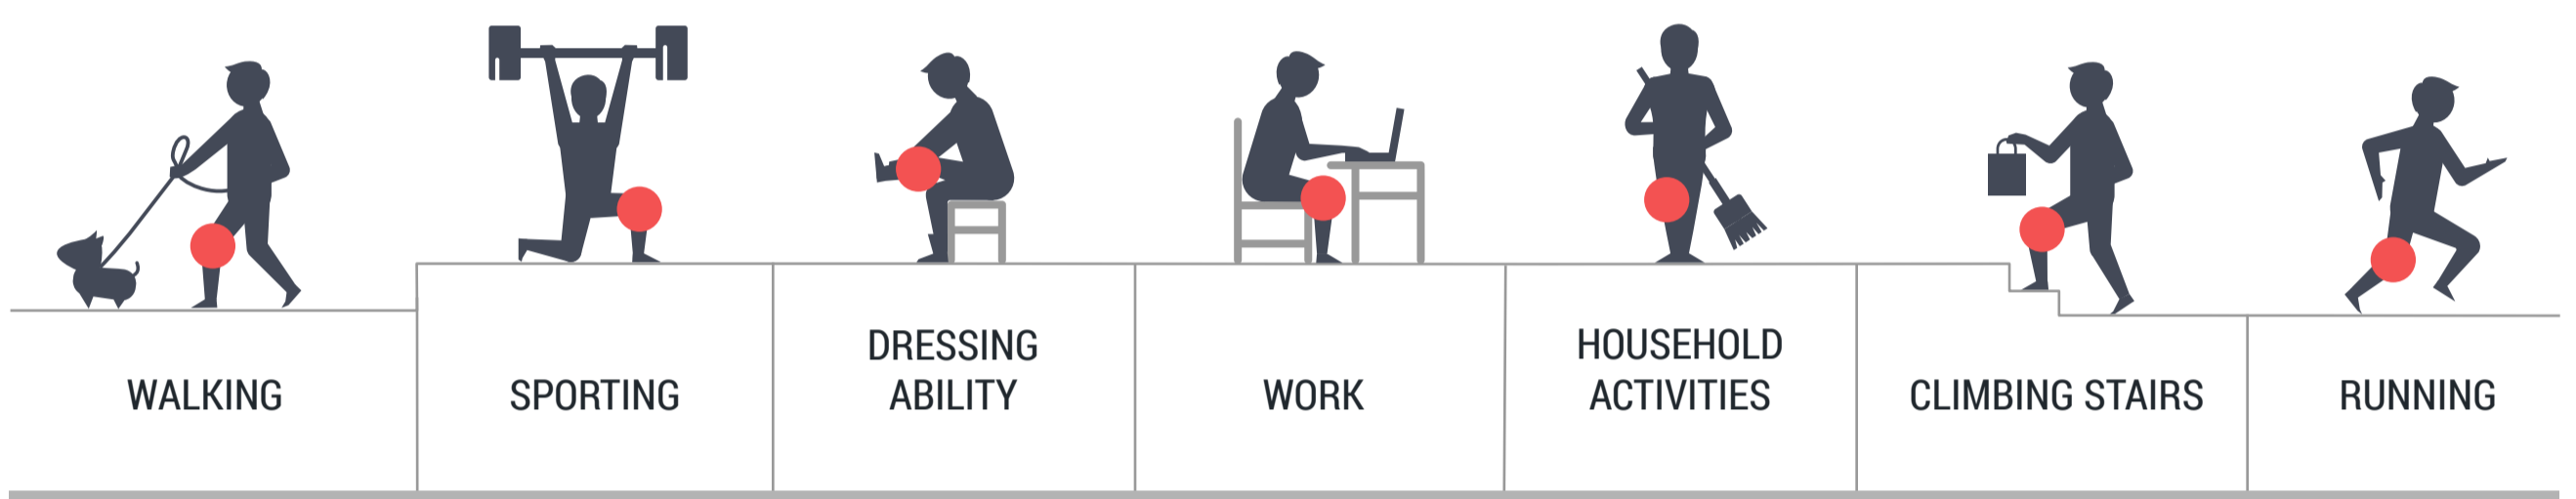 WALKING
SPORTING
DRESSING
ABILITY
WORK
HOUSEHOLD
ACTIVITIES
CLIMBING STAIRS
RUNNING